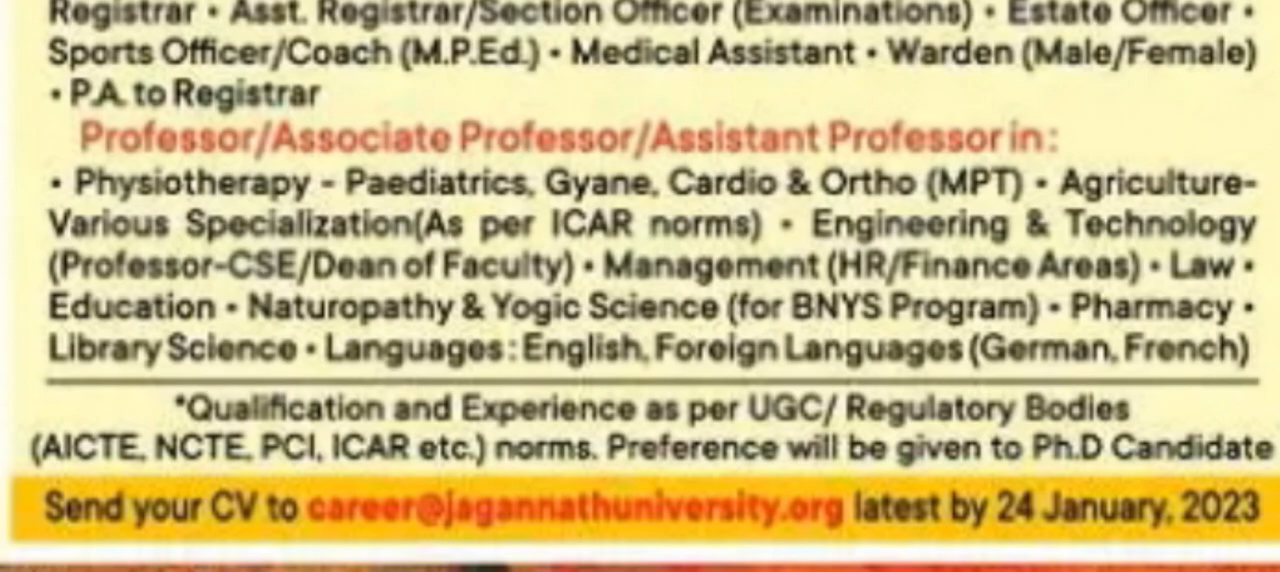 Registrar • Asst. Registrar/Section Officer (Examinations) • Estate Officer •
Sports Officer/Coach (M.P.Ed.) • Medical Assistant • Warden (Male/Female)
• P.A. to Registrar
Professor/Associate Professor/Assistant Professor in:
• Physiotherapy - Paediatrics, Gyane, Cardio & Ortho (MPT) • Agriculture-
Various Specialization(As per ICAR norms) • Engineering & Technology
(Professor-CSE/Dean of Faculty) • Management (HR/Finance Areas) • Law •
Education • Naturopathy & Yogic Science (for BNYS Program) • Pharmacy •
Library Science • Languages: English, Foreign Languages (German, French)
*Qualification and Experience as per UGC/ Regulatory Bodies
(AICTE, NCTE, PCI, ICAR etc.) norms. Preference will be given to Ph.D Candidate
Send your CV to career@jagannathuniversity.org latest by 24 January, 2023